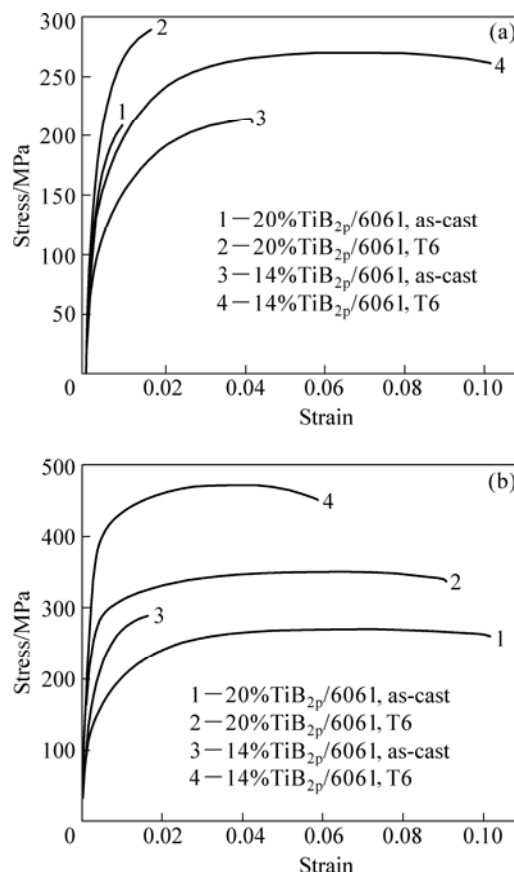 300
(a)
2
250
4
1
200
3
Stress/MPa
150
1—20%TiB₂ₚ/6061, as-cast
100
2—20%TiB₂ₚ/6061, T6
3—14%TiB₂ₚ/6061, as-cast
50
4—14%TiB₂ₚ/6061, T6
0 0.02 0.04 0.06 0.08 0.10
Strain
500
(b)
4
400
2
300
3
1
Stress/MPa
200
1—20%TiB₂ₚ/6061, as-cast
2—20%TiB₂ₚ/6061, T6
100
3—14%TiB₂ₚ/6061, as-cast
4—14%TiB₂ₚ/6061, T6
0 0.02 0.04 0.06 0.08 0.10
Strain